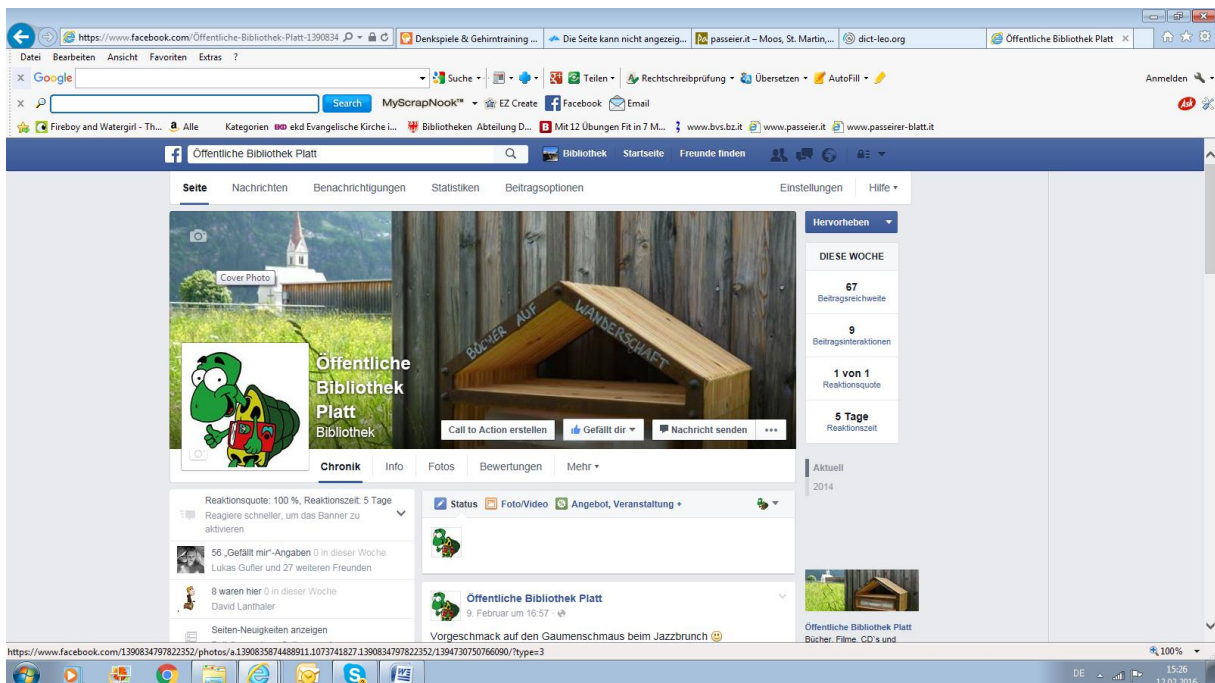 https://www.facebook.com/Öffentliche-Bibliothek-Platt-1390834
Denkspiele & Gehirntraining ...
Die Seite kann nicht angezeig...
passeier.it – Moos, St. Martin,...
dict-leo.org
Öffentliche Bibliothek Platt
Datei Bearbeiten Ansicht Favoriten Extras ?
x Google
Suche
Teilen
Rechtschreibprüfung
Übersetzen
AutoFill
Anmelden
x
Search
MyScrapNook™
EZ Create
Facebook
Email
Ask
Fireboy and Watergirl - Th...
Alle
Kategorien
EKD ekd Evangelische Kirche i...
Bibliotheken Abteilung D...
B Mit 12 Übungen Fit in 7 M...
www.bvs.bz.it
www.passeier.it
www.passeirer-blatt.it
Öffentliche Bibliothek Platt
Bibliothek Startseite Freunde finden
Seite Nachrichten Benachrichtigungen Statistiken Beitragsoptionen Einstellungen Hilfe
Hervorheben
Cover Photo
BÜCHER AUF WANDERSCHAFT
DIESE WOCHE
67
Beitragsreichweite
9
Beitragsinteraktionen
1 von 1
Reaktionsquote
5 Tage
Reaktionszeit
Öffentliche
Bibliothek
Platt
Bibliothek
Call to Action erstellen Gefällt dir Nachricht senden •••
Chronik Info Fotos Bewertungen Mehr
Aktuell
2014
Reaktionsquote: 100 %, Reaktionszeit: 5 Tage
Reagiere schneller, um das Banner zu
aktivieren
56 „Gefällt mir“-Angaben 0 in dieser Woche
Lukas Gufler und 27 weiteren Freunden
8 waren hier 0 in dieser Woche
David Lanthaler
Seiten-Neuigkeiten anzeigen
Status Foto/Video Angebot, Veranstaltung +
Öffentliche Bibliothek Platt
9. Februar um 16:57
Vorgeschmack auf den Gaumenschmaus beim Jazzbrunch
Öffentliche Bibliothek Platt
Bücher, Filme, CD's und
https://www.facebook.com/1390834797822352/photos/a.1390835874488911.1073741827.1390834797822352/1394730750766090/?type=3
100%
DE
15:26
12.02.2016